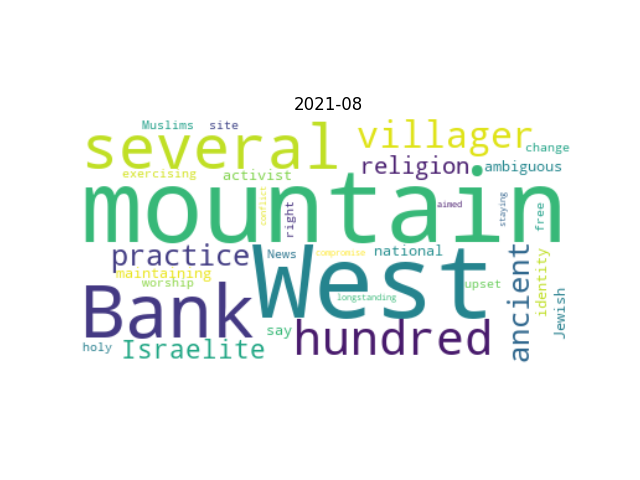 2021-08
Muslims site
several villager
change
exercising activist religion ambiguous
mountain
conflict right aimed staying free
practice West News compromise national ancient identity
maintaining
worship
Bank longstanding upset Jewish
say hundred
holy Israelite